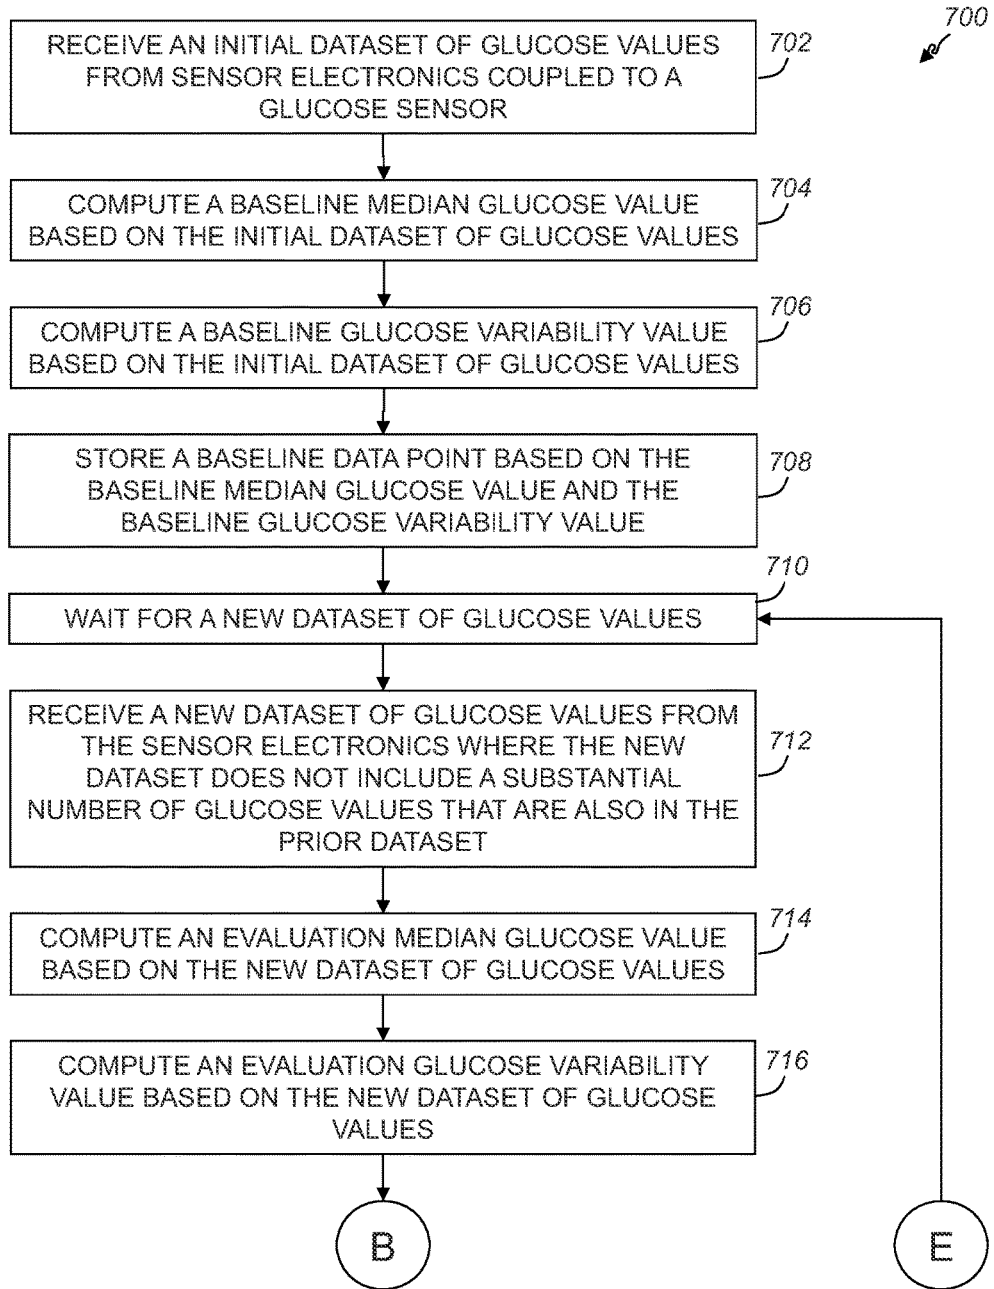 700
RECEIVE AN INITIAL DATASET OF GLUCOSE VALUES
FROM SENSOR ELECTRONICS COUPLED TO A
GLUCOSE SENSOR
702
COMPUTE A BASELINE MEDIAN GLUCOSE VALUE
BASED ON THE INITIAL DATASET OF GLUCOSE VALUES
704
COMPUTE A BASELINE GLUCOSE VARIABILITY VALUE
BASED ON THE INITIAL DATASET OF GLUCOSE VALUES
706
STORE A BASELINE DATA POINT BASED ON THE
BASELINE MEDIAN GLUCOSE VALUE AND THE
BASELINE GLUCOSE VARIABILITY VALUE
708
WAIT FOR A NEW DATASET OF GLUCOSE VALUES
710
RECEIVE A NEW DATASET OF GLUCOSE VALUES FROM
THE SENSOR ELECTRONICS WHERE THE NEW
DATASET DOES NOT INCLUDE A SUBSTANTIAL
NUMBER OF GLUCOSE VALUES THAT ARE ALSO IN THE
PRIOR DATASET
712
COMPUTE AN EVALUATION MEDIAN GLUCOSE VALUE
BASED ON THE NEW DATASET OF GLUCOSE VALUES
714
COMPUTE AN EVALUATION GLUCOSE VARIABILITY
VALUE BASED ON THE NEW DATASET OF GLUCOSE
VALUES
716
B
E